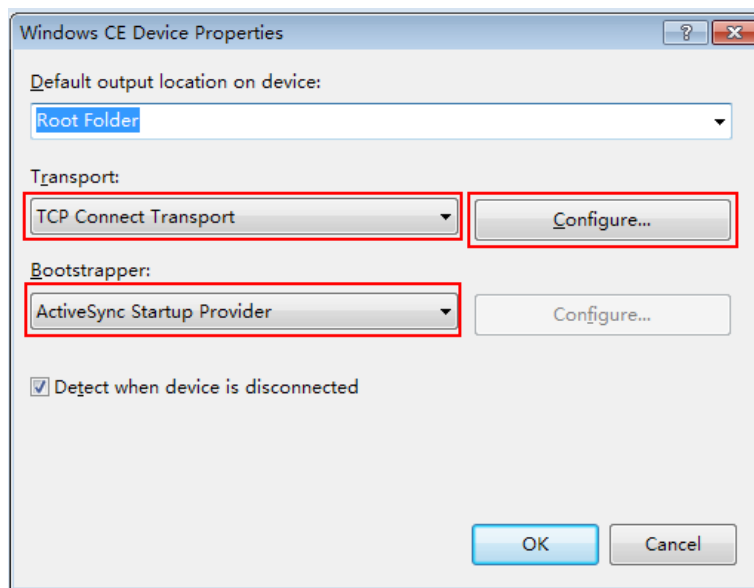 Windows CE Device Properties
Default output location on device:
Root Folder
Transport:
TCP Connect Transport
Configure...
Bootstrapper:
ActiveSync Startup Provider
Configure...
Detect when device is disconnected
OK
Cancel